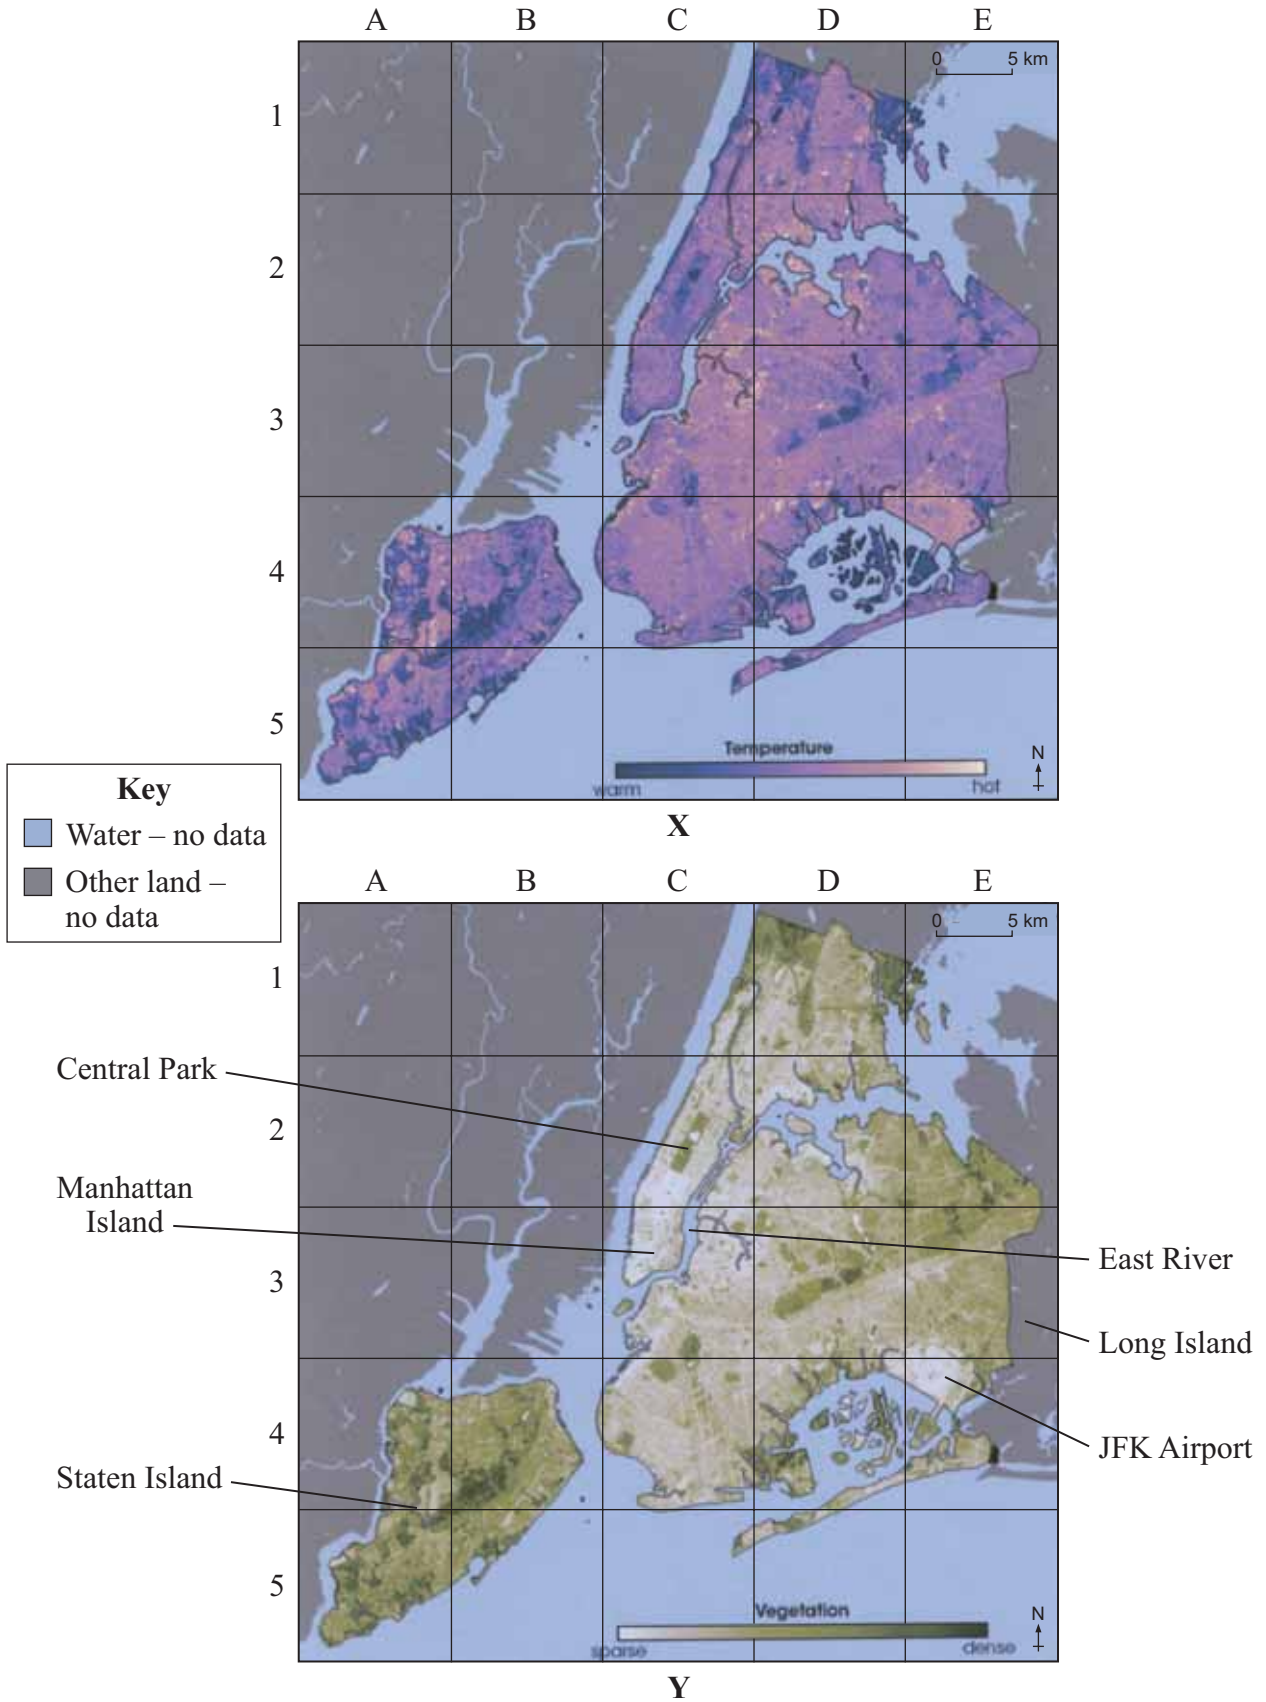 A B C D E
0 5 km
1
2
3
4
5
Temperature
warm hot
N
X
Key
Water – no data
Other land –
no data
A B C D E
0 5 km
1
2
3
4
5
Central Park
Manhattan
Island
Staten Island
East River
Long Island
JFK Airport
Vegetation
sparse dense
N
Y